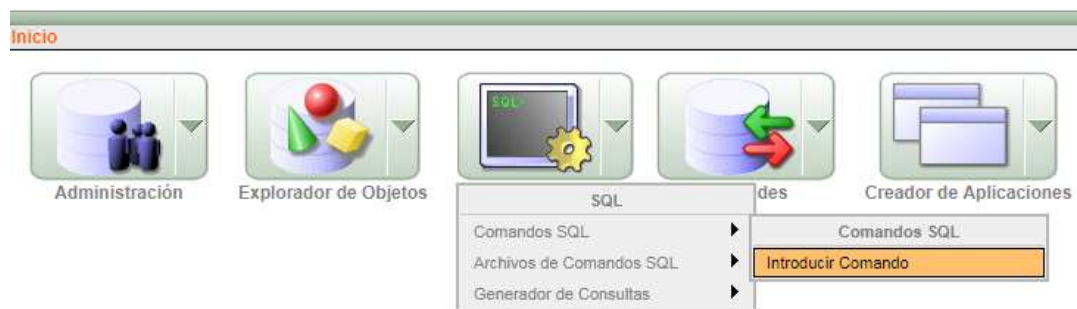 Inicio
SQL>
Administración
Explorador de Objetos
des
Creador de Aplicaciones
SQL
Comandos SQL
Comandos SQL
Archivos de Comandos SQL
Introducir Comando
Generador de Consultas